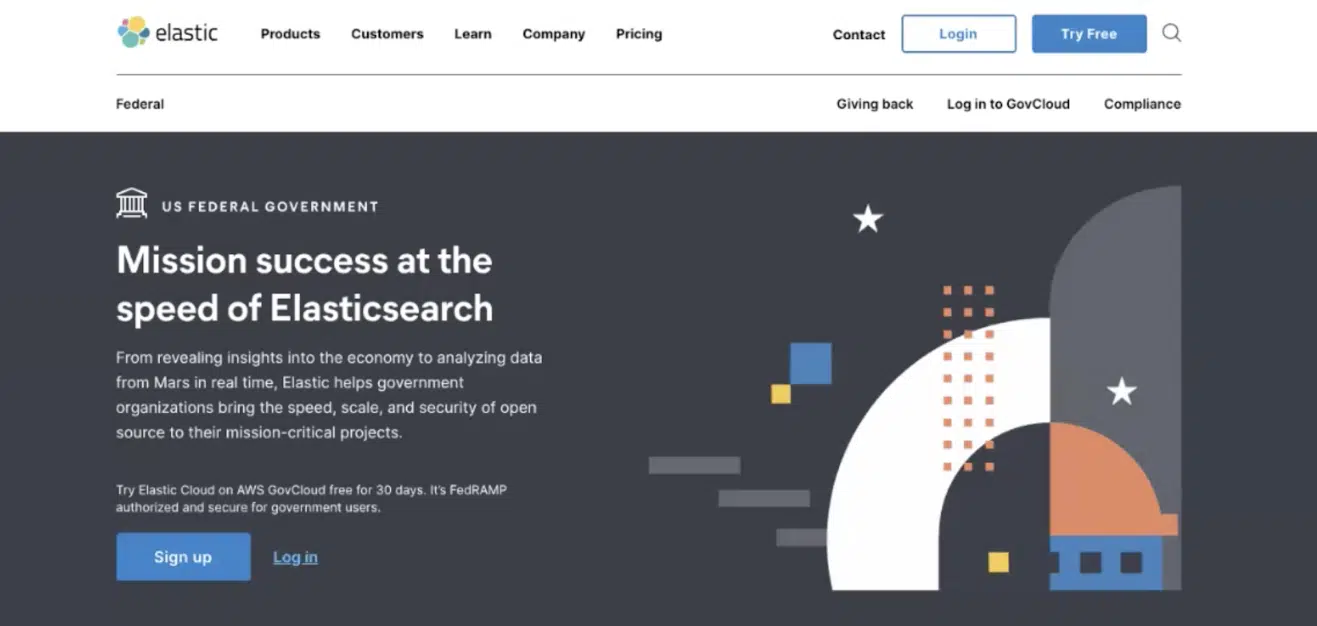 elastic Products Customers Learn Company Pricing Contact Login Try Free
Federal Giving back Log in to GovCloud Compliance
US FEDERAL GOVERNMENT
Mission success at the
speed of Elasticsearch
From revealing insights into the economy to analyzing data
from Mars in real time, Elastic helps government
organizations bring the speed, scale, and security of open
source to their mission-critical projects.
Try Elastic Cloud on AWS GovCloud free for 30 days. It's FedRAMP
authorized and secure for government users.
Sign up Log in